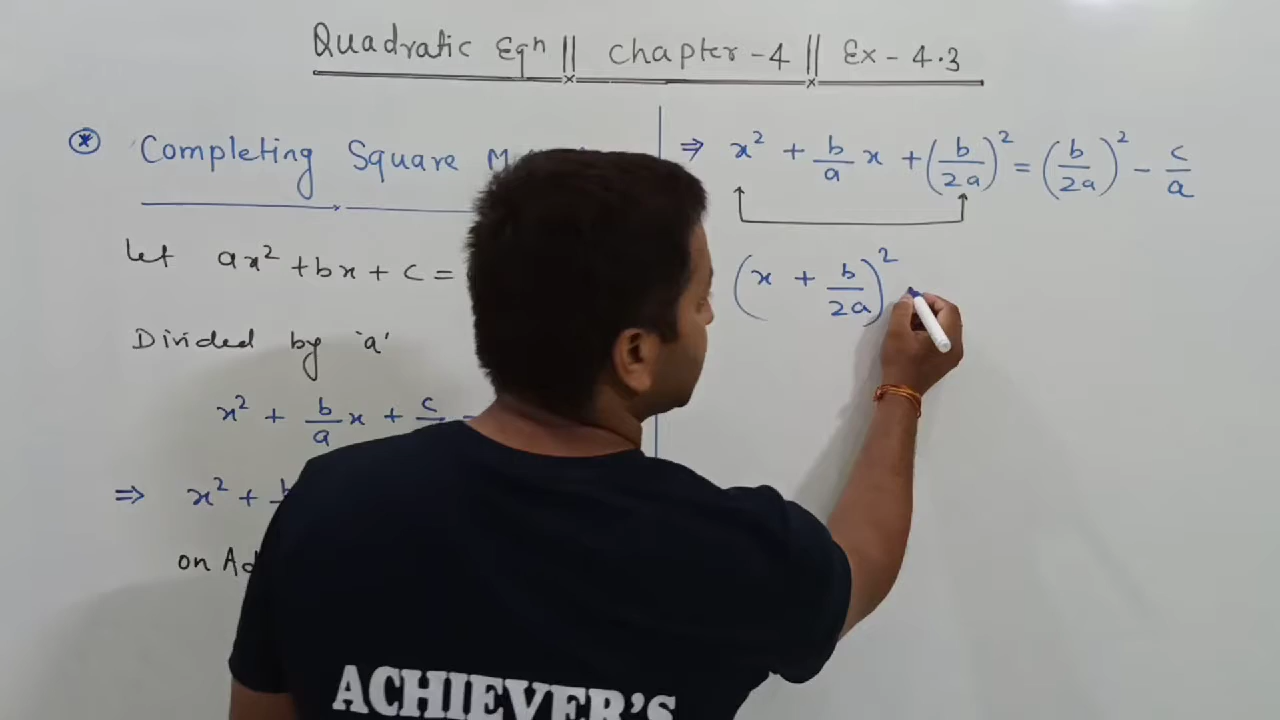 Quadratic Eqn || Chapter-4 || Ex-4.3
* Completing Square
Let ax² + bx + c =
Divided by 'a'
x² + b/a x + c/
⇒ x² +
on
⇒ x² + b/a x + (b/2a)² = (b/2a)² - c/a
(x + b/2a)²
ACHIEVER'S